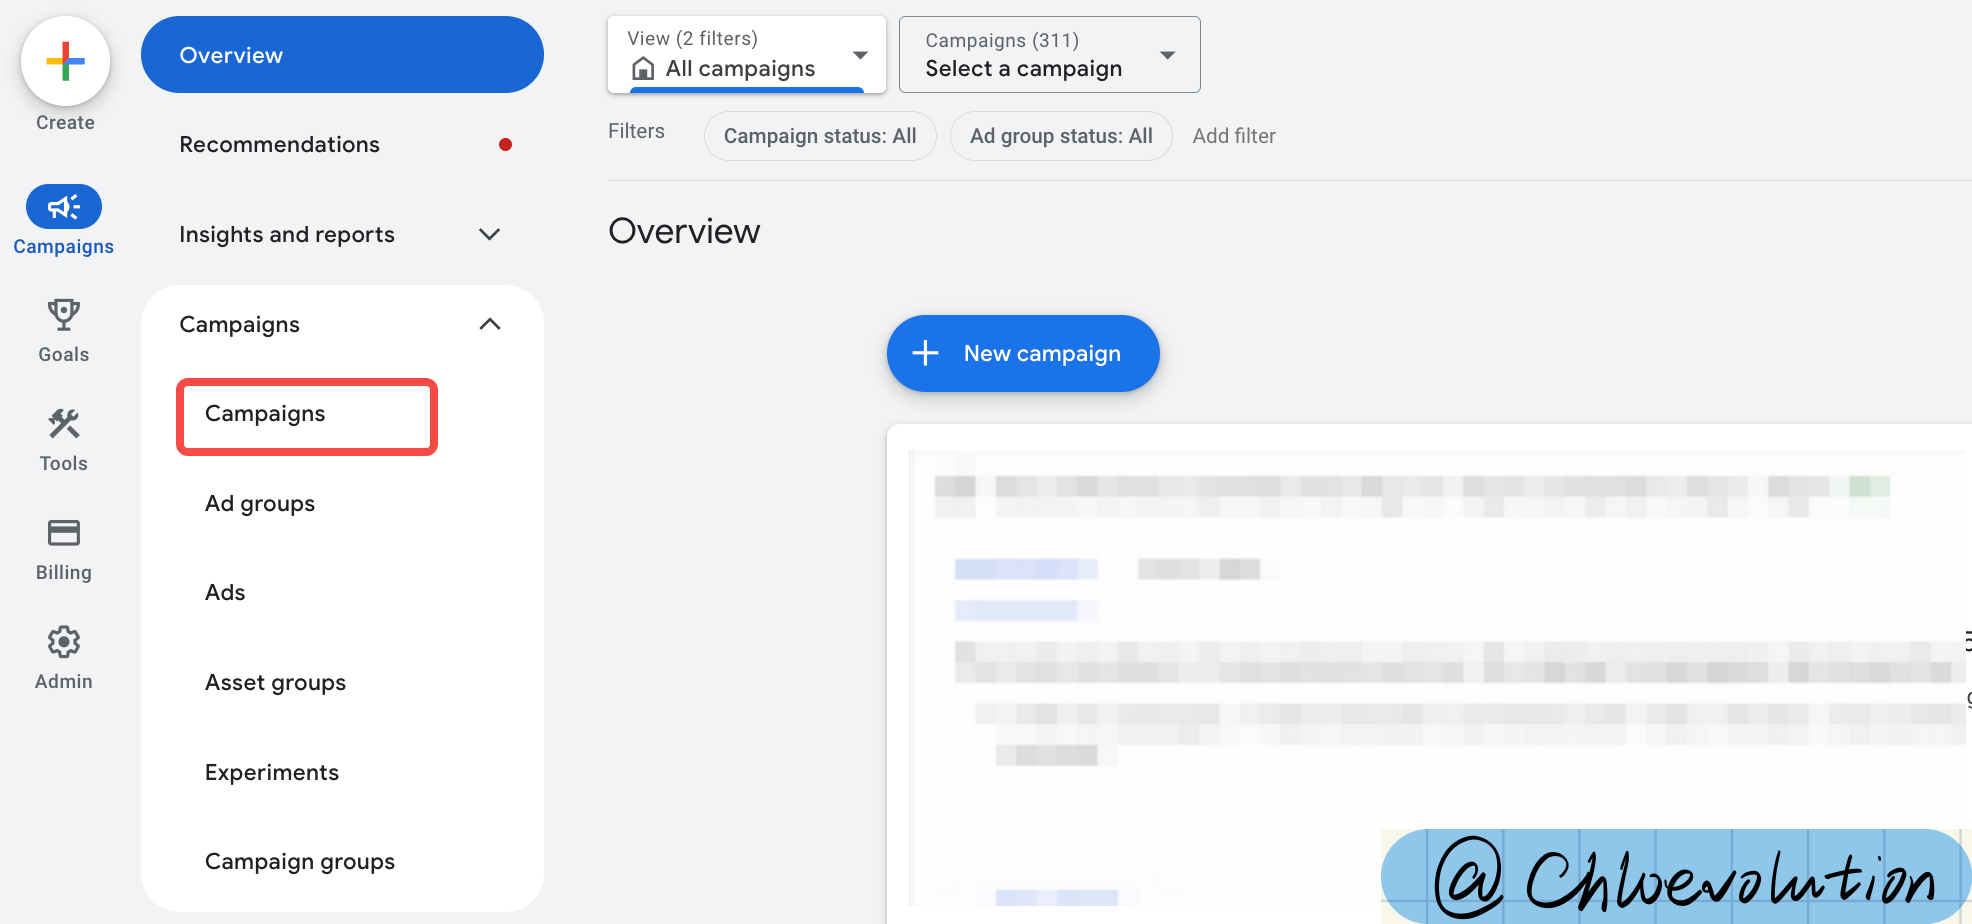 Create
Campaigns
Goals
Tools
Billing
Admin
Overview
Recommendations
Insights and reports
Campaigns
Campaigns
Ad groups
Ads
Asset groups
Experiments
Campaign groups
View (2 filters)
All campaigns
Campaigns (311)
Select a campaign
Filters
Campaign status: All
Ad group status: All
Add filter
Overview
New campaign
@Chloevolution